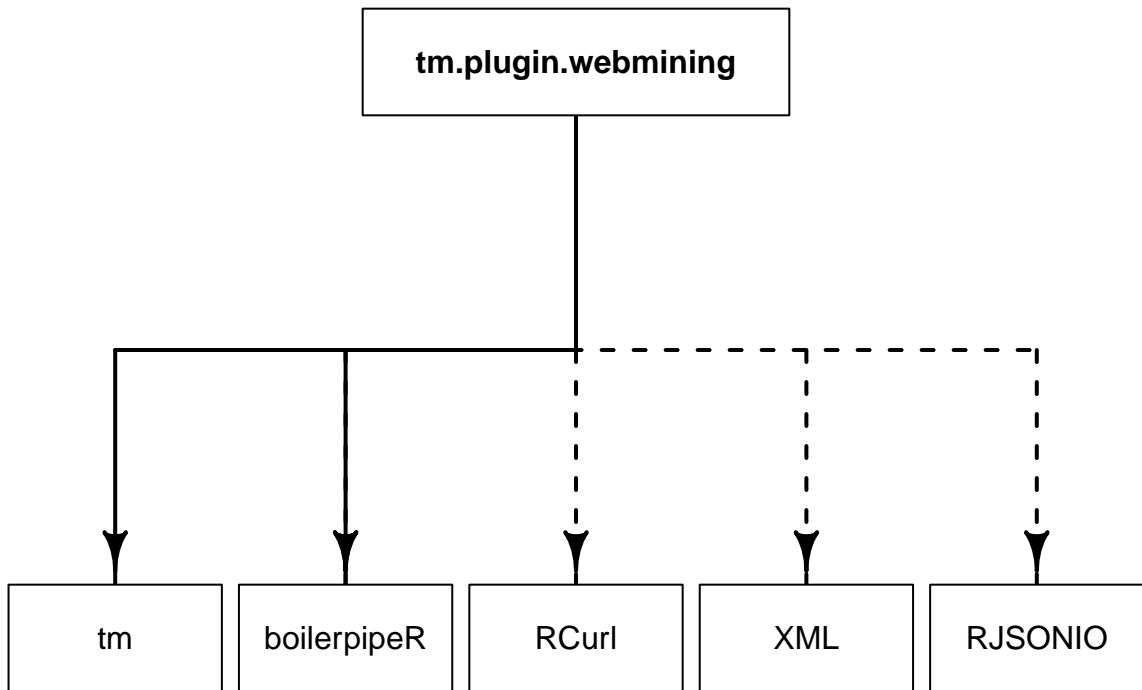 tm.plugin.webmining
tm
boilerpipeR
RCurl
XML
RJSONIO